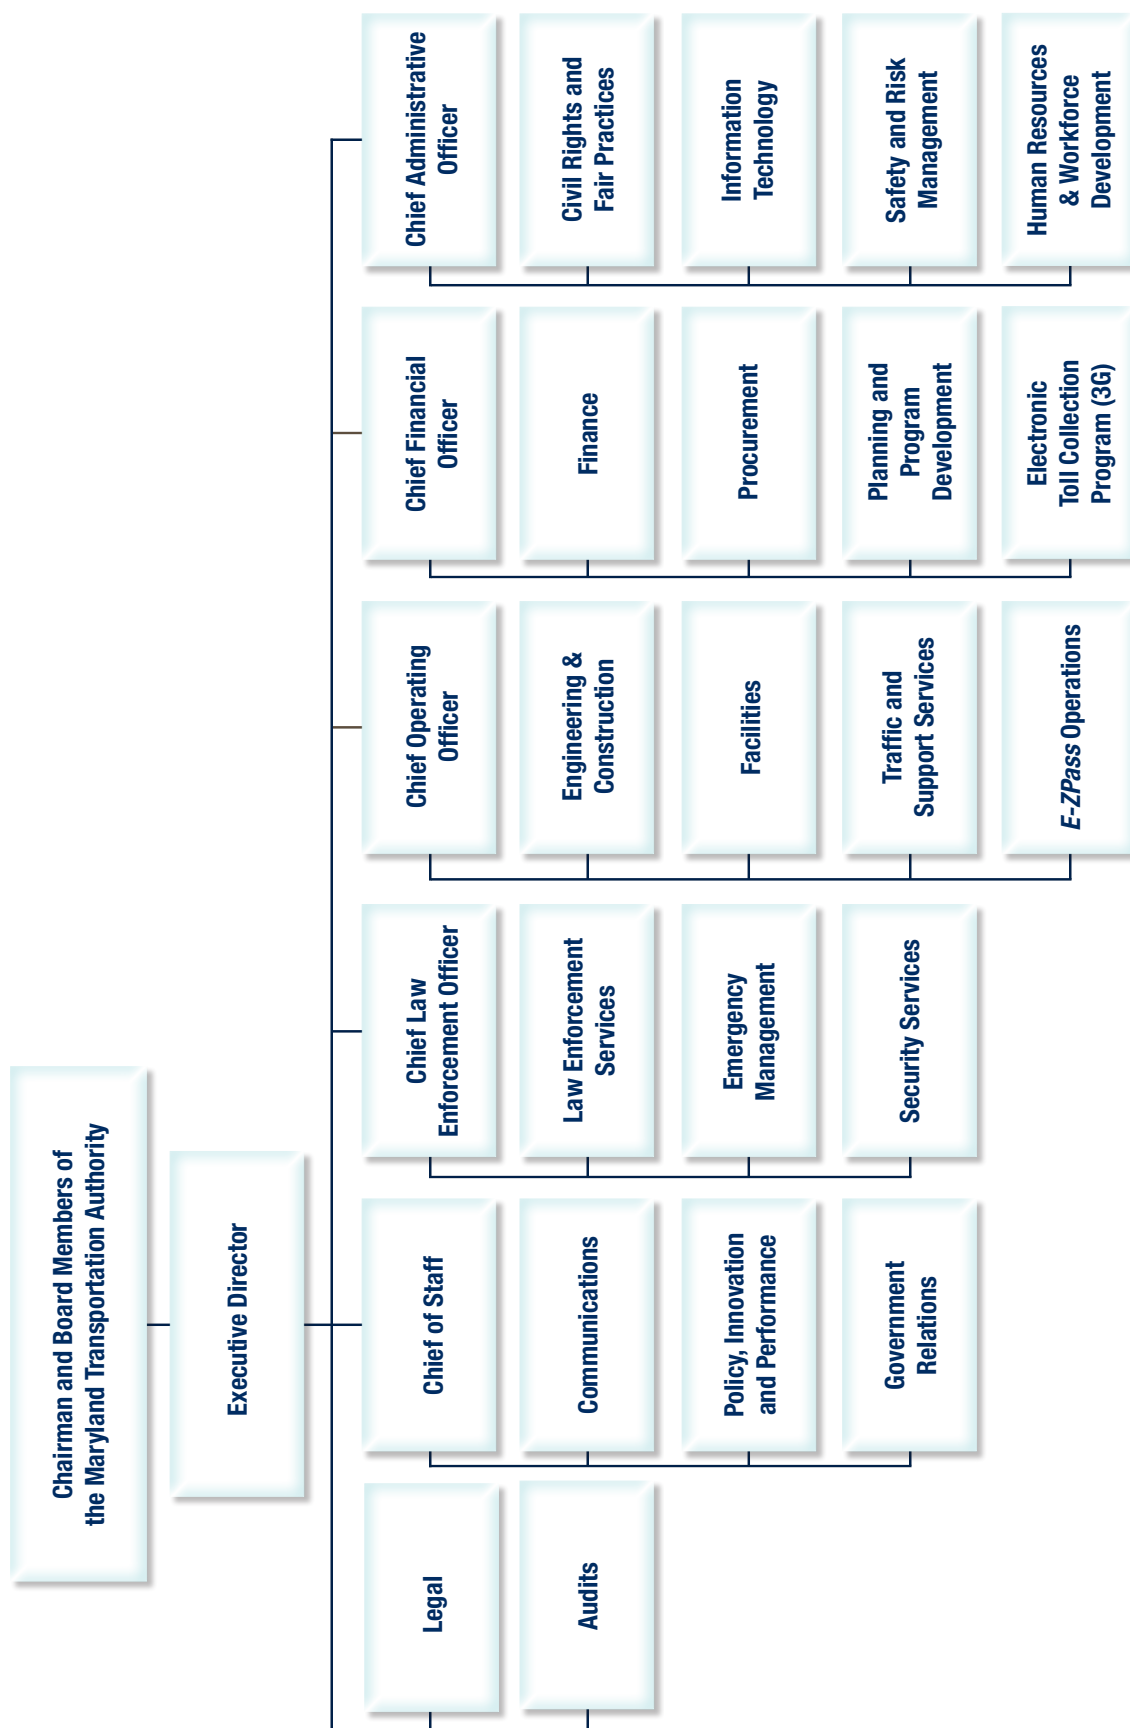 Chairman and Board Members of
the Maryland Transportation Authority
Executive Director
Legal
Audits
Chief of Staff
Communications
Policy, Innovation
and Performance
Government
Relations
Chief Law
Enforcement Officer
Law Enforcement
Services
Emergency
Management
Security Services
Chief Operating
Officer
Engineering &
Construction
Facilities
Traffic and
Support Services
E-ZPass Operations
Chief Financial
Officer
Finance
Procurement
Planning and
Program
Development
Electronic
Toll Collection
Program (3G)
Chief Administrative
Officer
Civil Rights and
Fair Practices
Information
Technology
Safety and Risk
Management
Human Resources
& Workforce
Development